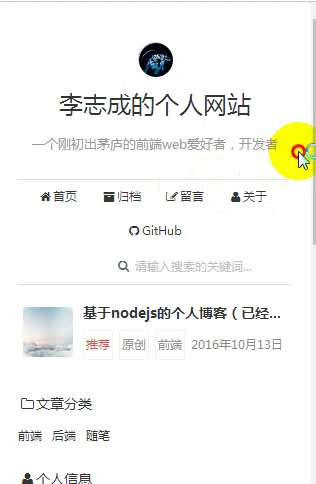 李志成的个人网站
一个刚初出茅庐的前端web爱好者，开发者
首页 归档 留言 关于
GitHub
请输入搜索的关键词...
基于nodejs的个人博客（已经...
推荐 原创 前端 2016年10月13日
文章分类
前端 后端 随笔
个人信息